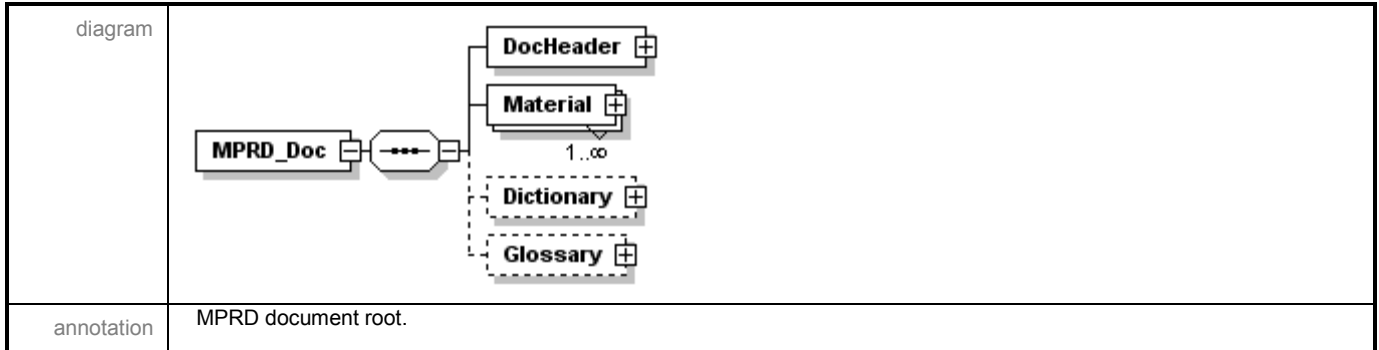 diagram
DocHeader
Material
MPRD_Doc
1..∞
Dictionary
Glossary
annotation
MPRD document root.